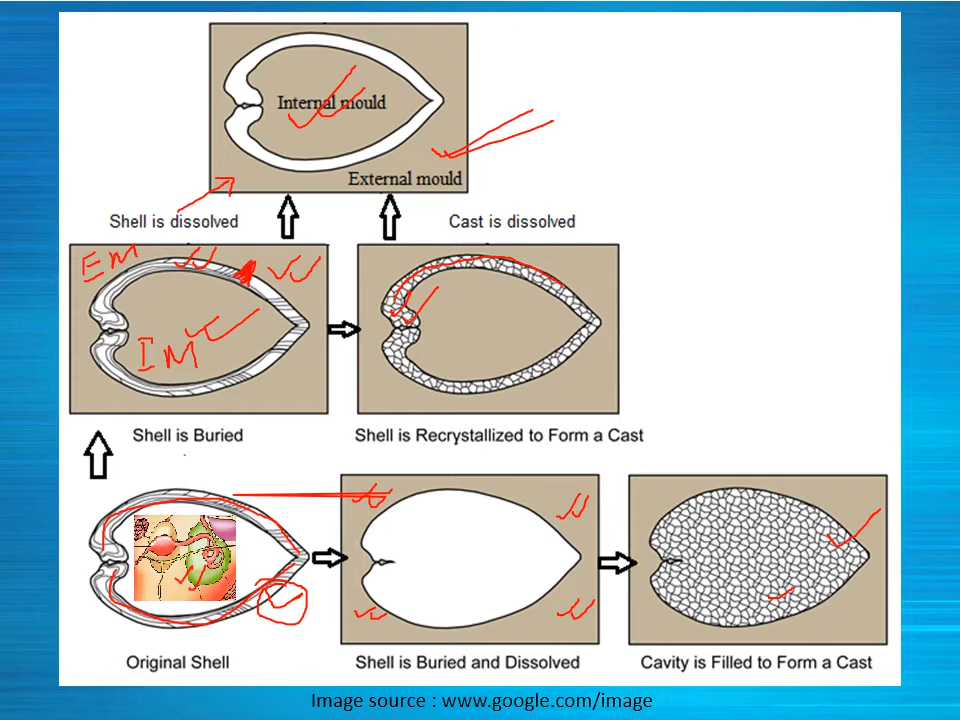 Internal mould
External mould
Shell is dissolved
Cast is dissolved
EM
IM
Shell is Buried
Shell is Recrystallized to Form a Cast
Original Shell
Shell is Buried and Dissolved
Cavity is Filled to Form a Cast
Image source : www.google.com/image